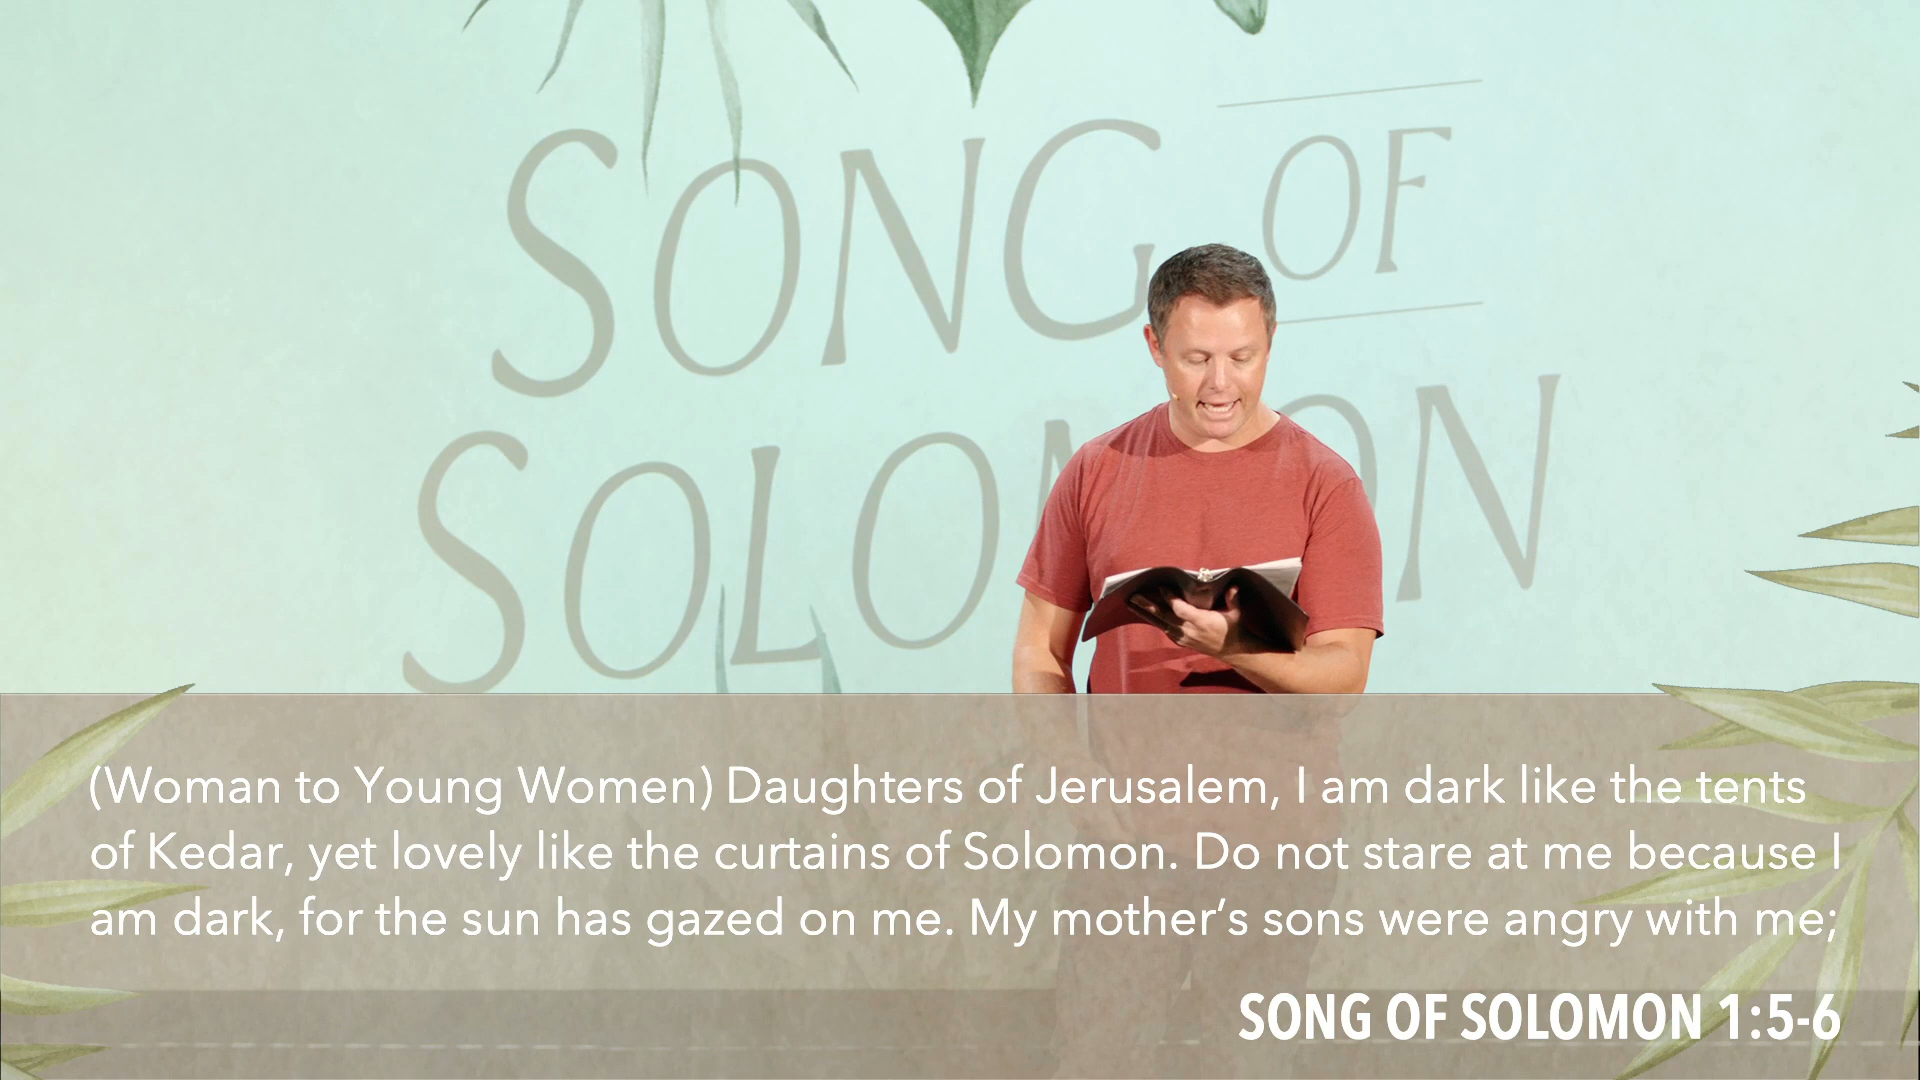 SONG OF
SOLOMON
(Woman to Young Women) Daughters of Jerusalem, I am dark like the tents
of Kedar, yet lovely like the curtains of Solomon. Do not stare at me because I
am dark, for the sun has gazed on me. My mother’s sons were angry with me;
SONG OF SOLOMON 1:5-6